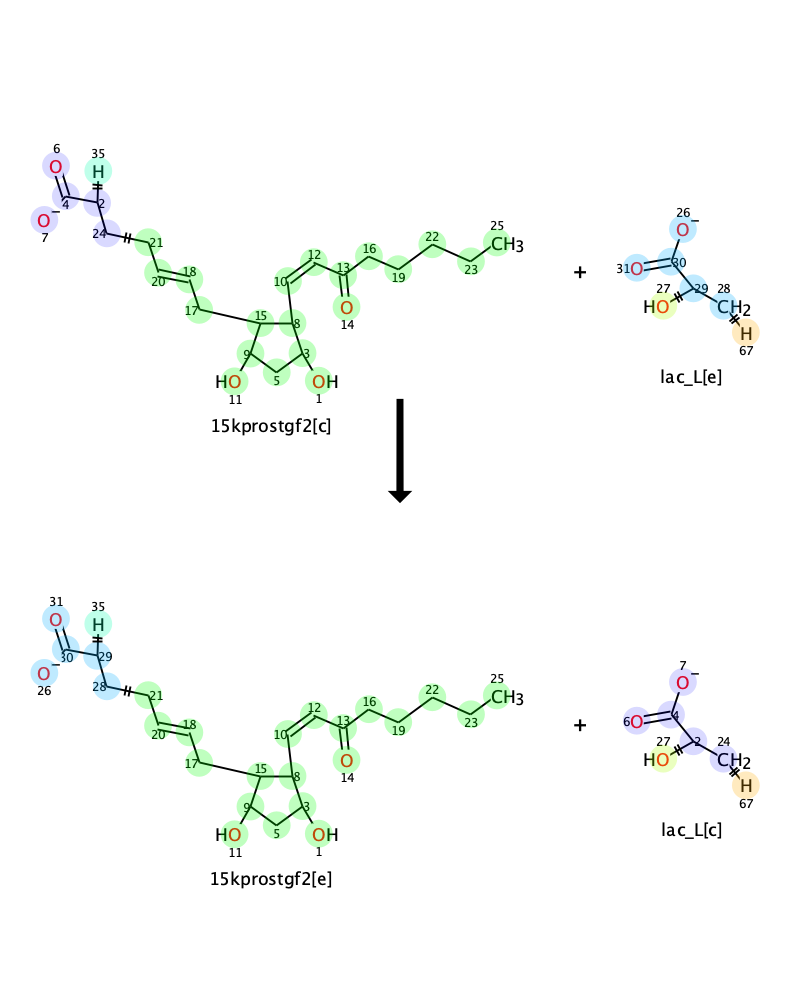 6
35
O
H
4
2
O−
7
24
21
20
18
17
15
8
10
12
13
O
14
16
19
22
23
25
CH3
9
5
3
HO
11
OH
1
15kprostgf2[c]
+
26
O−
31
O
30
27
29
28
HO
CH2
H
67
lac_L[e]
31
35
O
H
30
29
O−
26
28
21
20
18
17
15
8
10
12
13
O
14
16
19
22
23
25
CH3
9
5
3
HO
11
OH
1
15kprostgf2[e]
+
7
O−
6
O
4
27
2
24
HO
CH2
H
67
lac_L[c]